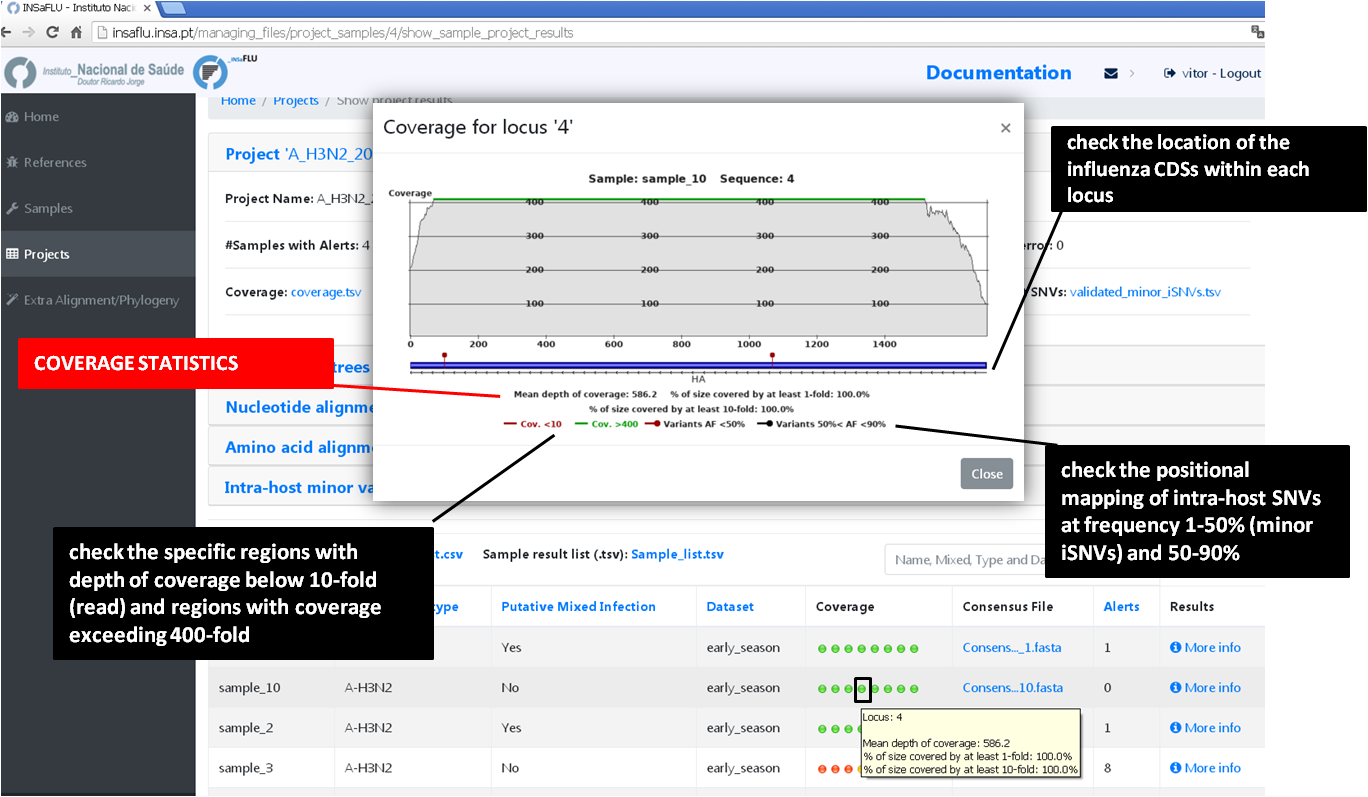 INSaFLU - Instituto Nacio
insaflu.insa.pt/managing_files/project_samples/4/show_sample_project_results
Instituto_Nacional de Saúde
Doutor Ricardo Jorge
_INSaFLU
Documentation
vitor - Logout
Home / Projects / Show project results
Home
References
Samples
Projects
Extra Alignment/Phylogeny
Project 'A_H3N2_20
Project Name: A_H3N2_2
#Samples with Alerts: 4
error: 0
Coverage: coverage.tsv
SNVs: validated_minor_iSNVs.tsv
trees
Nucleotide alignme
Amino acid alignm
Intra-host minor va
Coverage for locus '4'
×
Sample: sample_10 Sequence: 4
Coverage
400 400 400 400
300 300 300 300
200 200 200 200
100 100 100 100
0 200 400 600 800 1000 1200 1400
HA
Mean depth of coverage: 586.2 % of size covered by at least 1-fold: 100.0%
% of size covered by at least 10-fold: 100.0%
Cov. <10 Cov. >400 Variants AF <50% Variants 50%< AF <90%
Close
check the location of the
influenza CDSs within each
locus
COVERAGE STATISTICS
check the positional
mapping of intra-host SNVs
at frequency 1-50% (minor
iSNVs) and 50-90%
check the specific regions with
depth of coverage below 10-fold
(read) and regions with coverage
exceeding 400-fold
t.csv Sample result list (.tsv): Sample_list.tsv
Name, Mixed, Type and Da
type Putative Mixed Infection Dataset Coverage Consensus File Alerts Results
Yes early_season Consens..._1.fasta 1 More info
sample_10 A-H3N2 No early_season Consens...10.fasta 0 More info
sample_2 A-H3N2 Yes early_season 1 More info
sample_3 A-H3N2 No early_season 8 More info
Locus: 4
Mean depth of coverage: 586.2
% of size covered by at least 1-fold: 100.0%
% of size covered by at least 10-fold: 100.0%